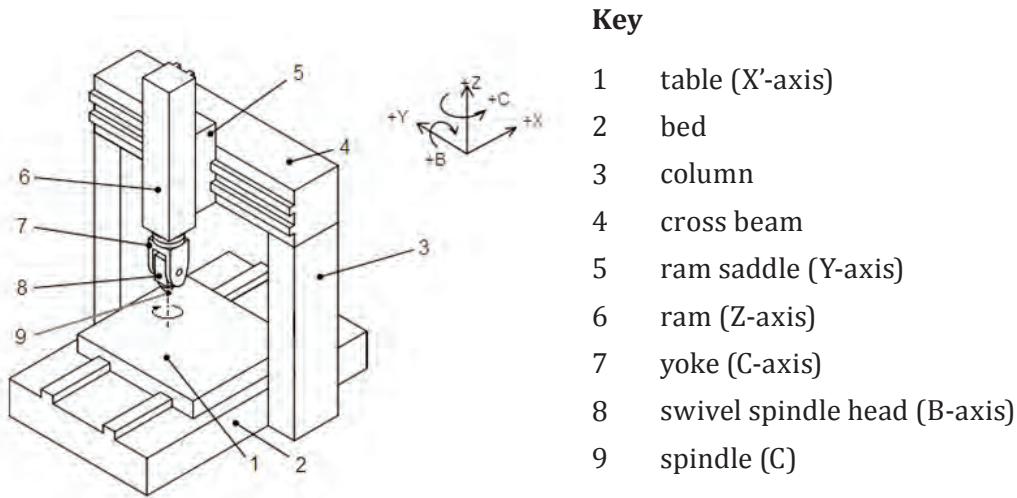 Key
1 table (X'-axis)
2 bed
3 column
4 cross beam
5 ram saddle (Y-axis)
6 ram (Z-axis)
7 yoke (C-axis)
8 swivel spindle head (B-axis)
9 spindle (C)
5
4
+Z
+C
+Y
+X
+B
6
7
3
8
9
1
2